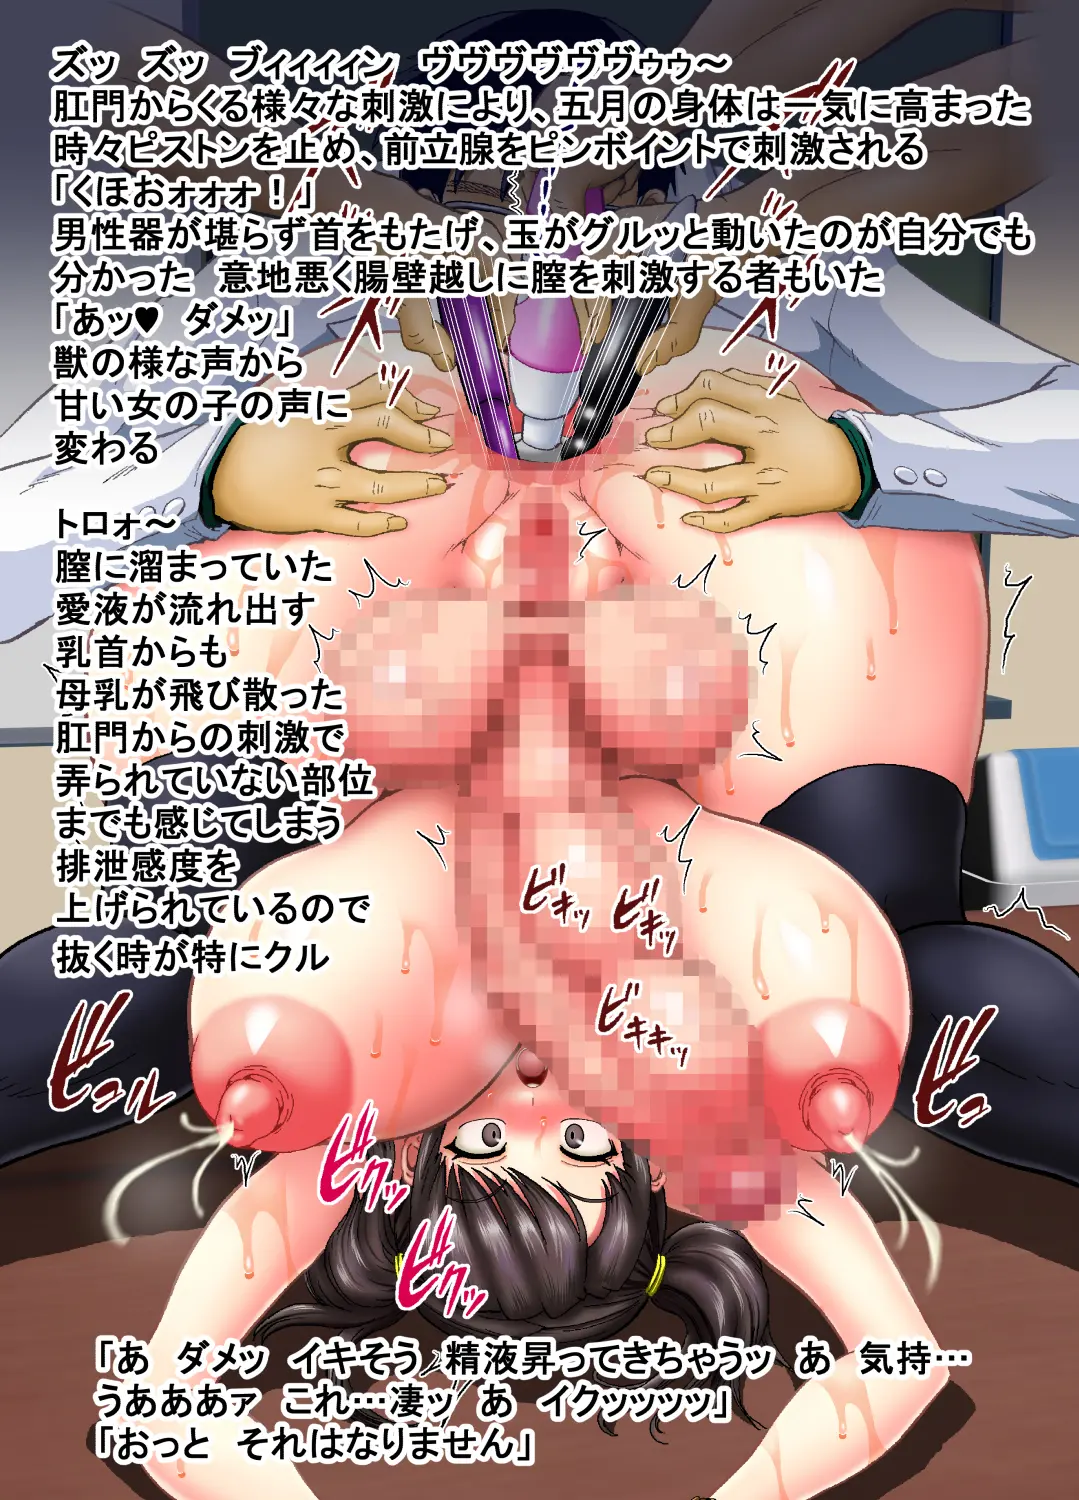 ズッ ズッ ブィィィィン ヴヴヴヴヴヴゥゥ～
肛門からくる様々な刺激により、五月の身体は一気に高まった
時々ピストンを止め、前立腺をピンポイントで刺激される
「くほおォォォ！」
男性器が堪らず首をもたげ、玉がグルッと動いたのが自分でも
分かった 意地悪く腸壁越しに膣を刺激する者もいた
「あッ♥ ダメッ」
獣の様な声から
甘い女の子の声に
変わる
トロォ～
膣に溜まっていた
愛液が流れ出す
乳首からも
母乳が飛び散った
肛門からの刺激で
弄られていない部位
までも感じてしまう
排泄感度を
上げられているので
抜く時が特にクル
ビキッ
ビキッ
ビキキッ
ビュルル
ビュ
ビクッ
ビクッ
「あ ダメッ イキそう 精液昇ってきちゃうッ あ 気持…
うあああァ これ…凄ッ あ イクッッッッ」
「おっと それはなりません」